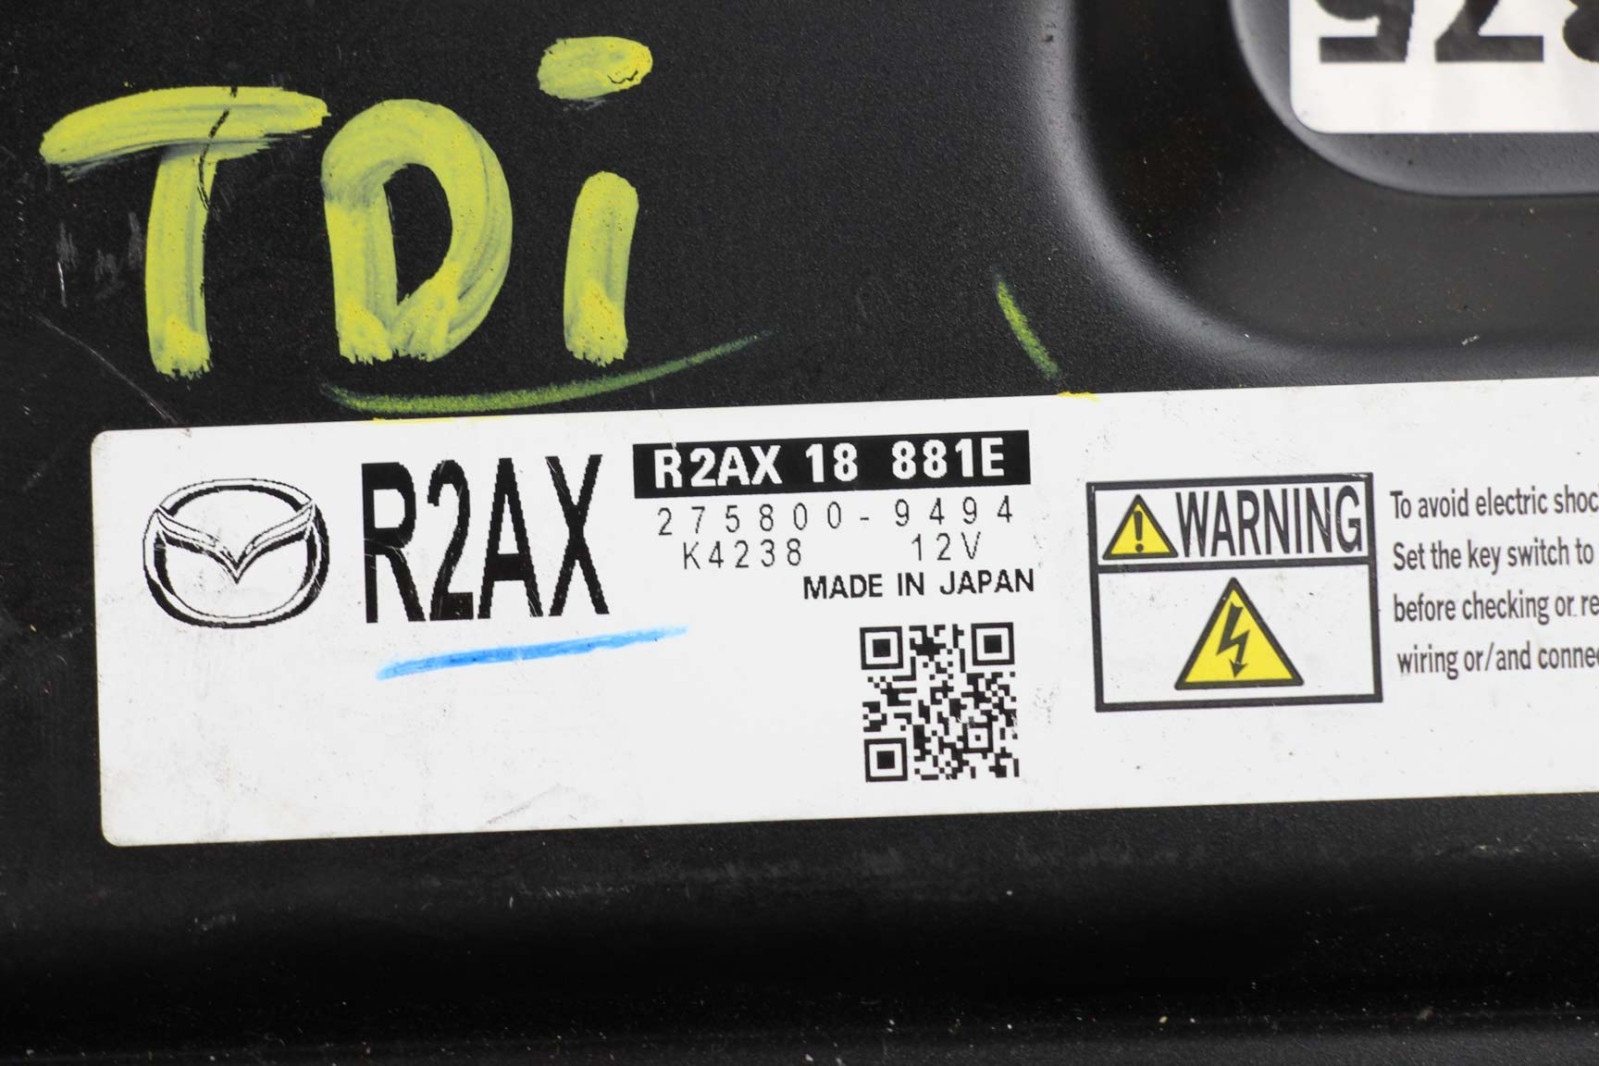 TDi
R2AX
R2AX 18 881E
275800-9494
K4238 12V
MADE IN JAPAN
WARNING
To avoid electric shoc
Set the key switch to
before checking or re
wiring or/and conne